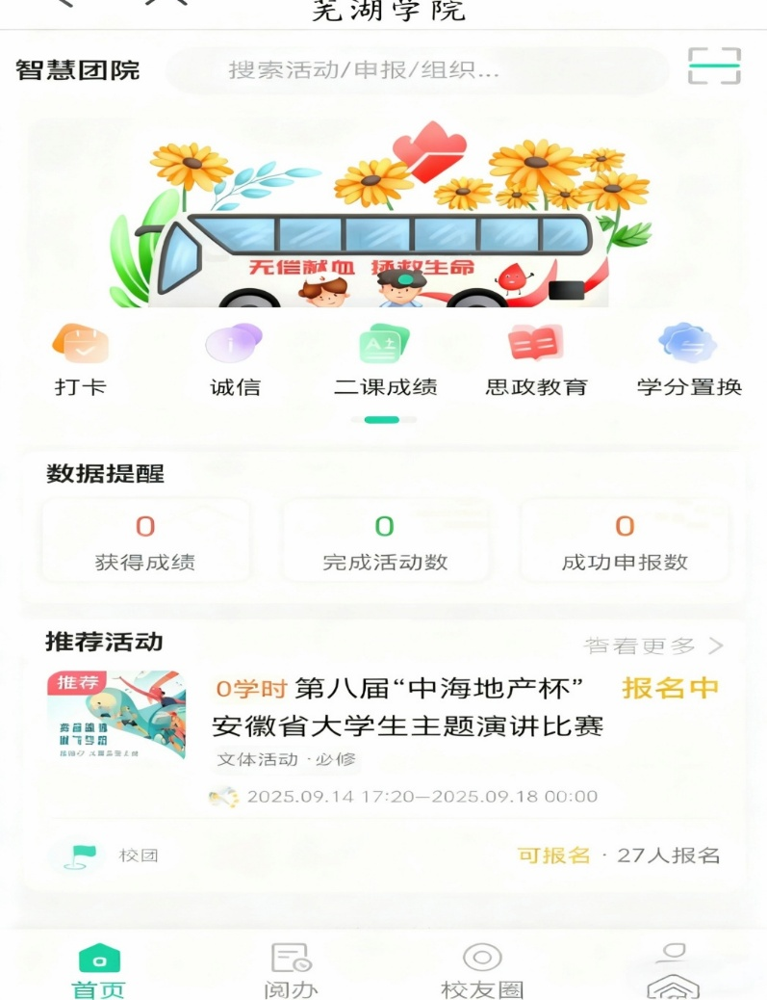 芜湖学院
智慧团院
搜索活动/申报/组织...
无偿献血 拯救生命
打卡
诚信
二课成绩
思政教育
学分置换
数据提醒
0
0
0
获得成绩
完成活动数
成功申报数
推荐活动
查看更多
推荐
0学时 第八届“中海地产杯”
报名中
安徽省大学生主题演讲比赛
文体活动 · 必修
2025.09.14 17:20—2025.09.18 00:00
校团
可报名 · 27人报名
首页
阅办
校友圈